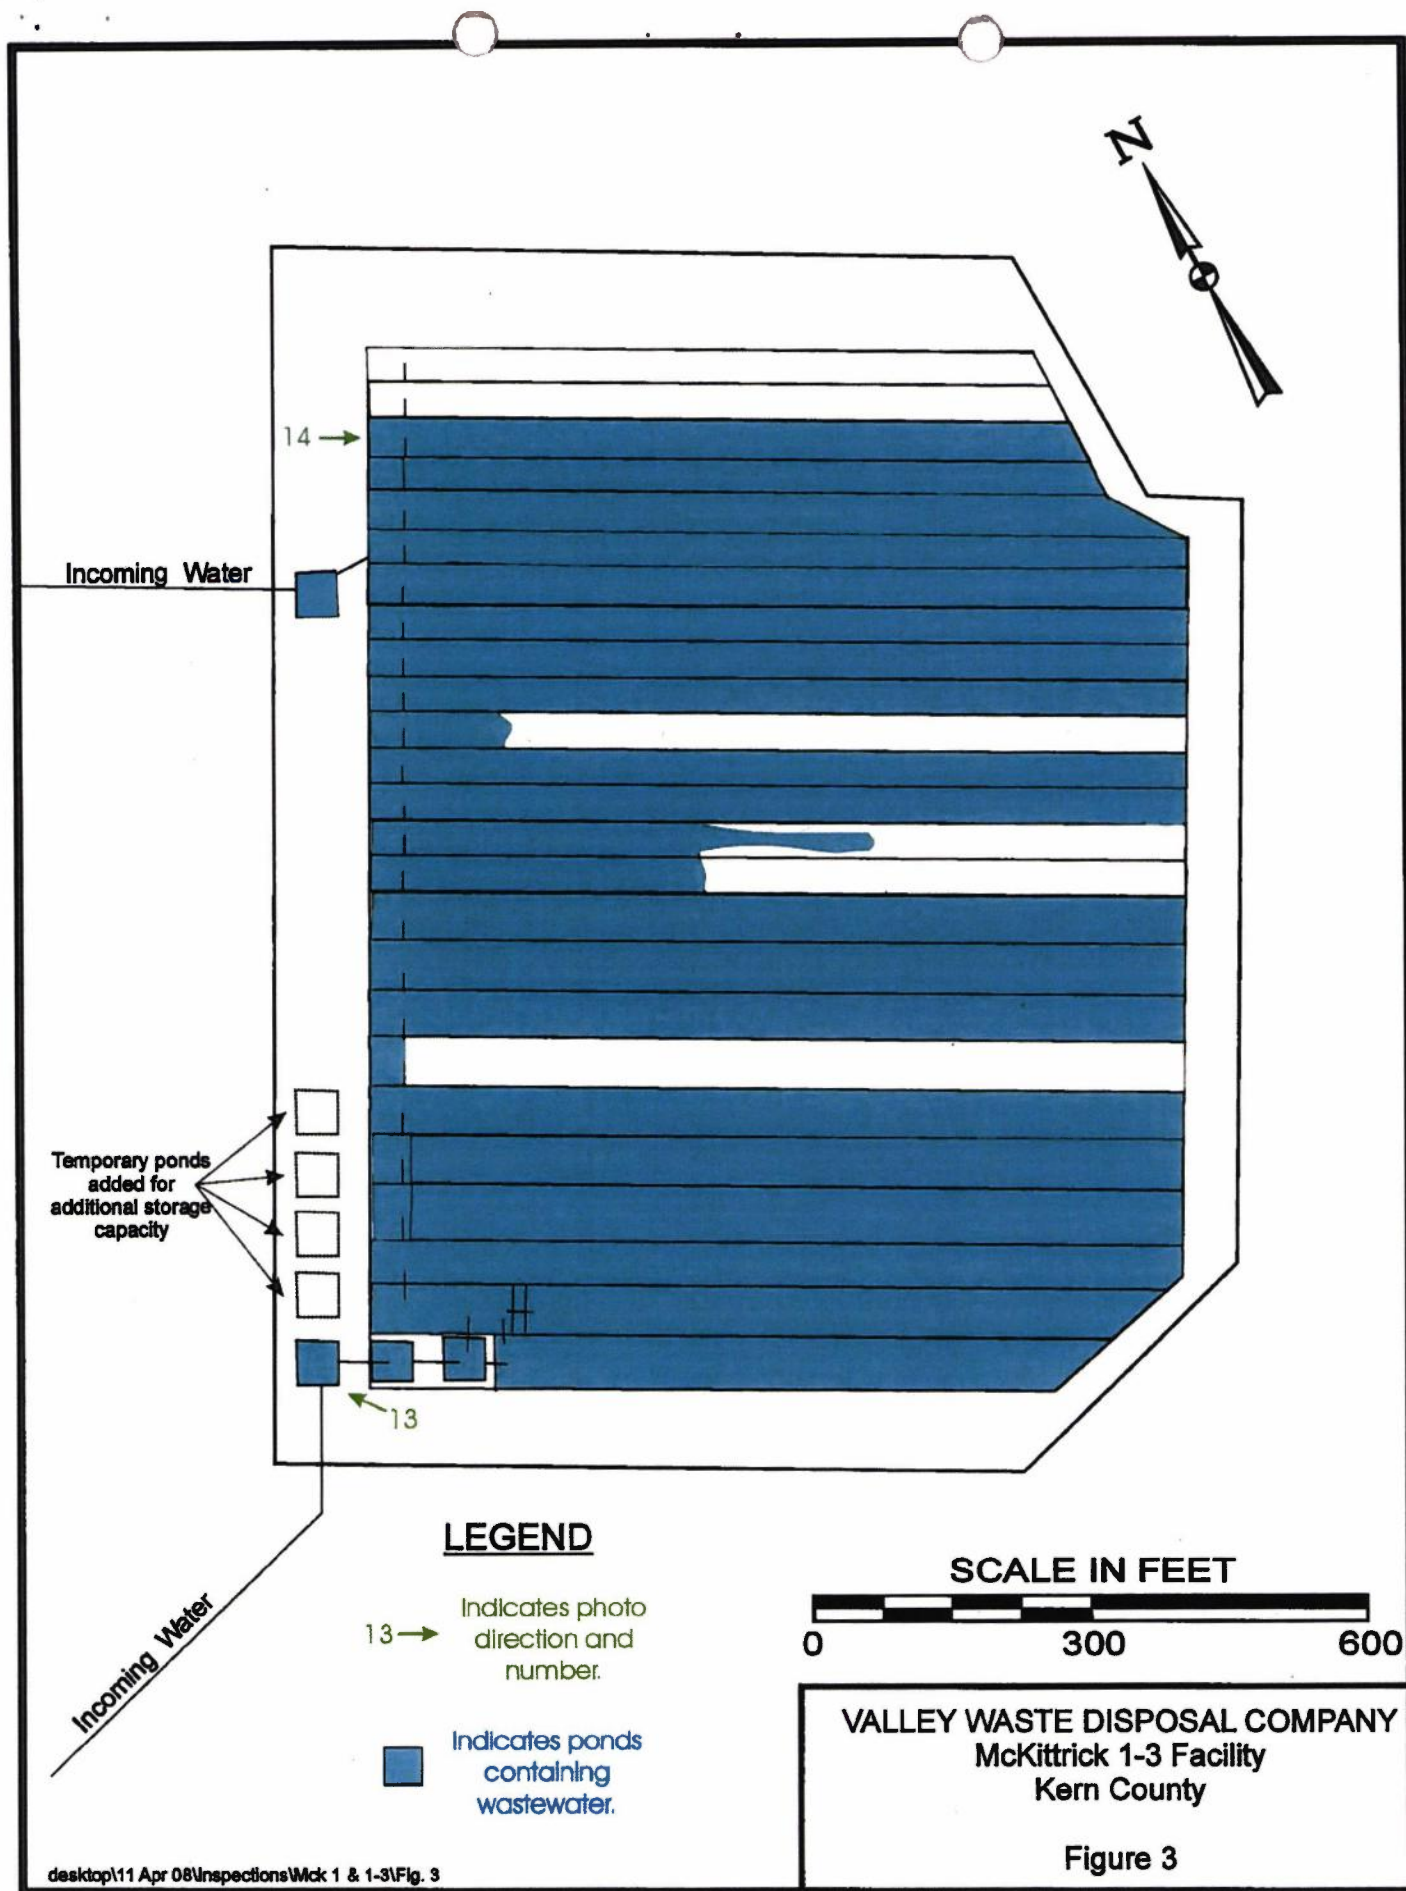 N
14
Incoming Water
Temporary ponds
added for
additional storage
capacity
13
Incoming Water
LEGEND
13
Indicates photo
direction and
number.
Indicates ponds
containing
wastewater.
SCALE IN FEET
0 300 600
VALLEY WASTE DISPOSAL COMPANY
McKittrick 1-3 Facility
Kern County
Figure 3
desktop\11 Apr 08\Inspections\Mck 1 & 1-3\Fig. 3